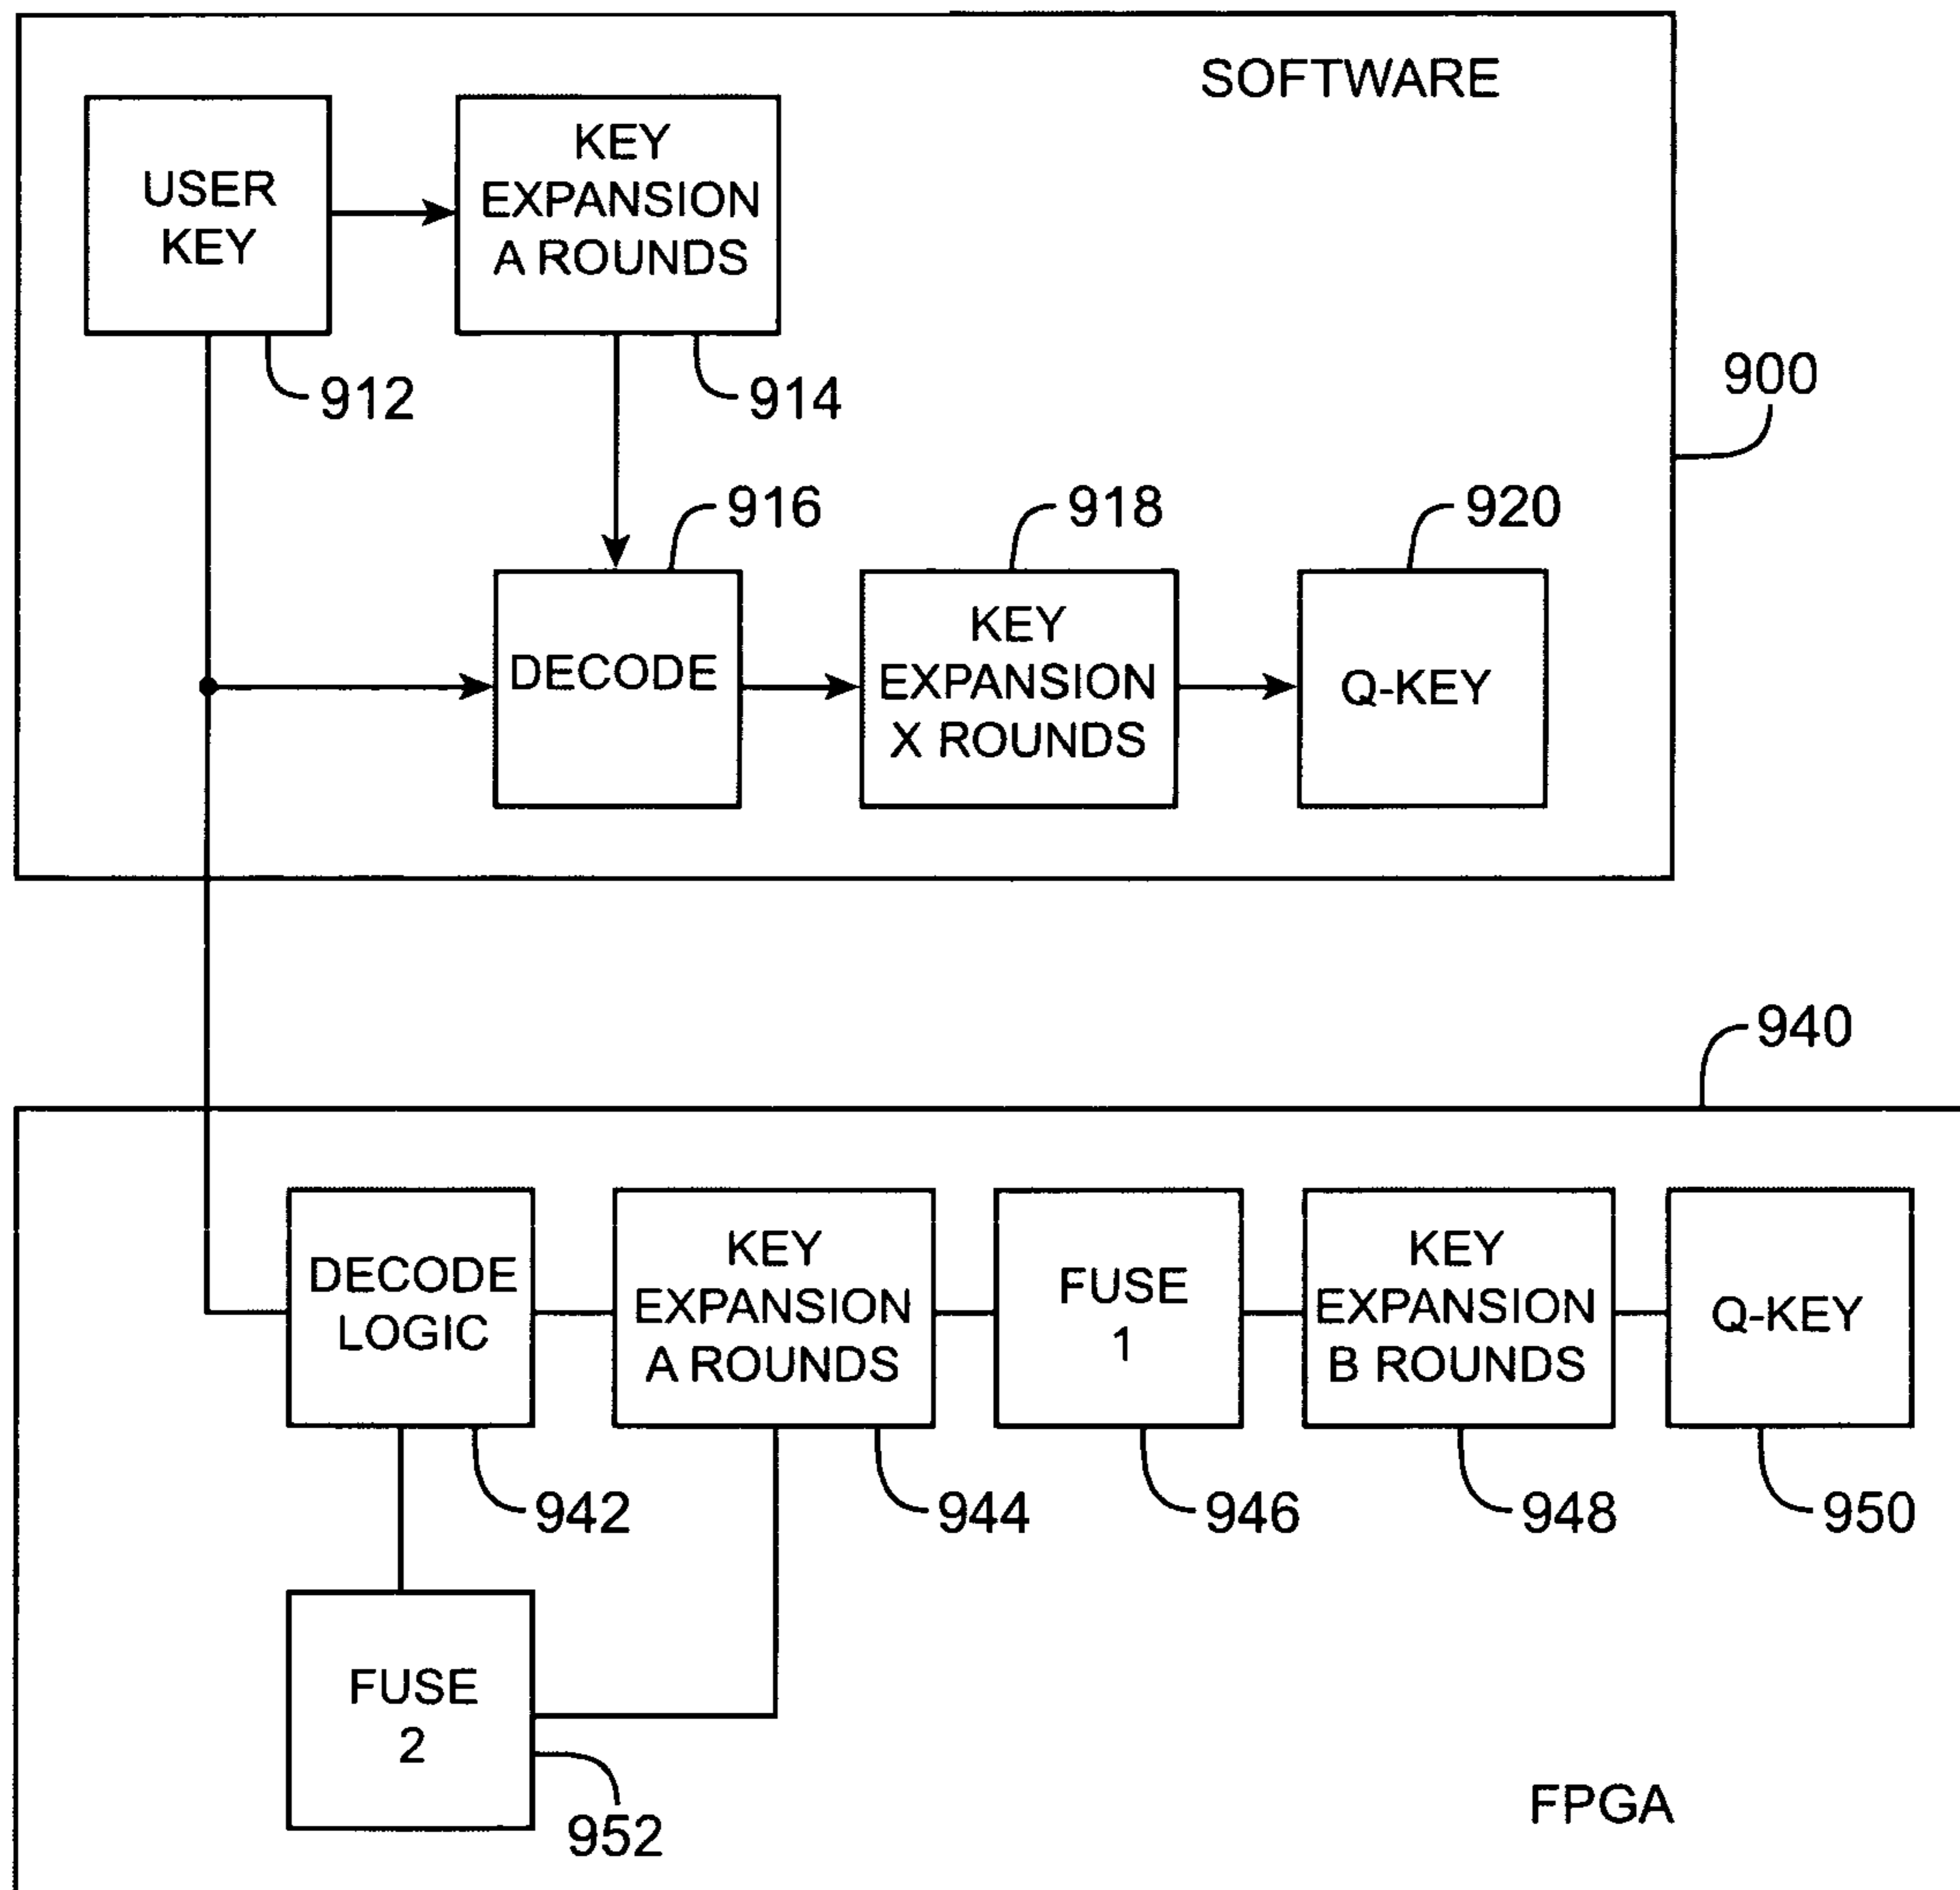 SOFTWARE
USER
KEY
KEY
EXPANSION
A ROUNDS
912
914
900
916
918
920
DECODE
KEY
EXPANSION
X ROUNDS
Q-KEY
940
DECODE
LOGIC
KEY
EXPANSION
A ROUNDS
FUSE
1
KEY
EXPANSION
B ROUNDS
Q-KEY
942
944
946
948
950
FUSE
2
952
FPGA